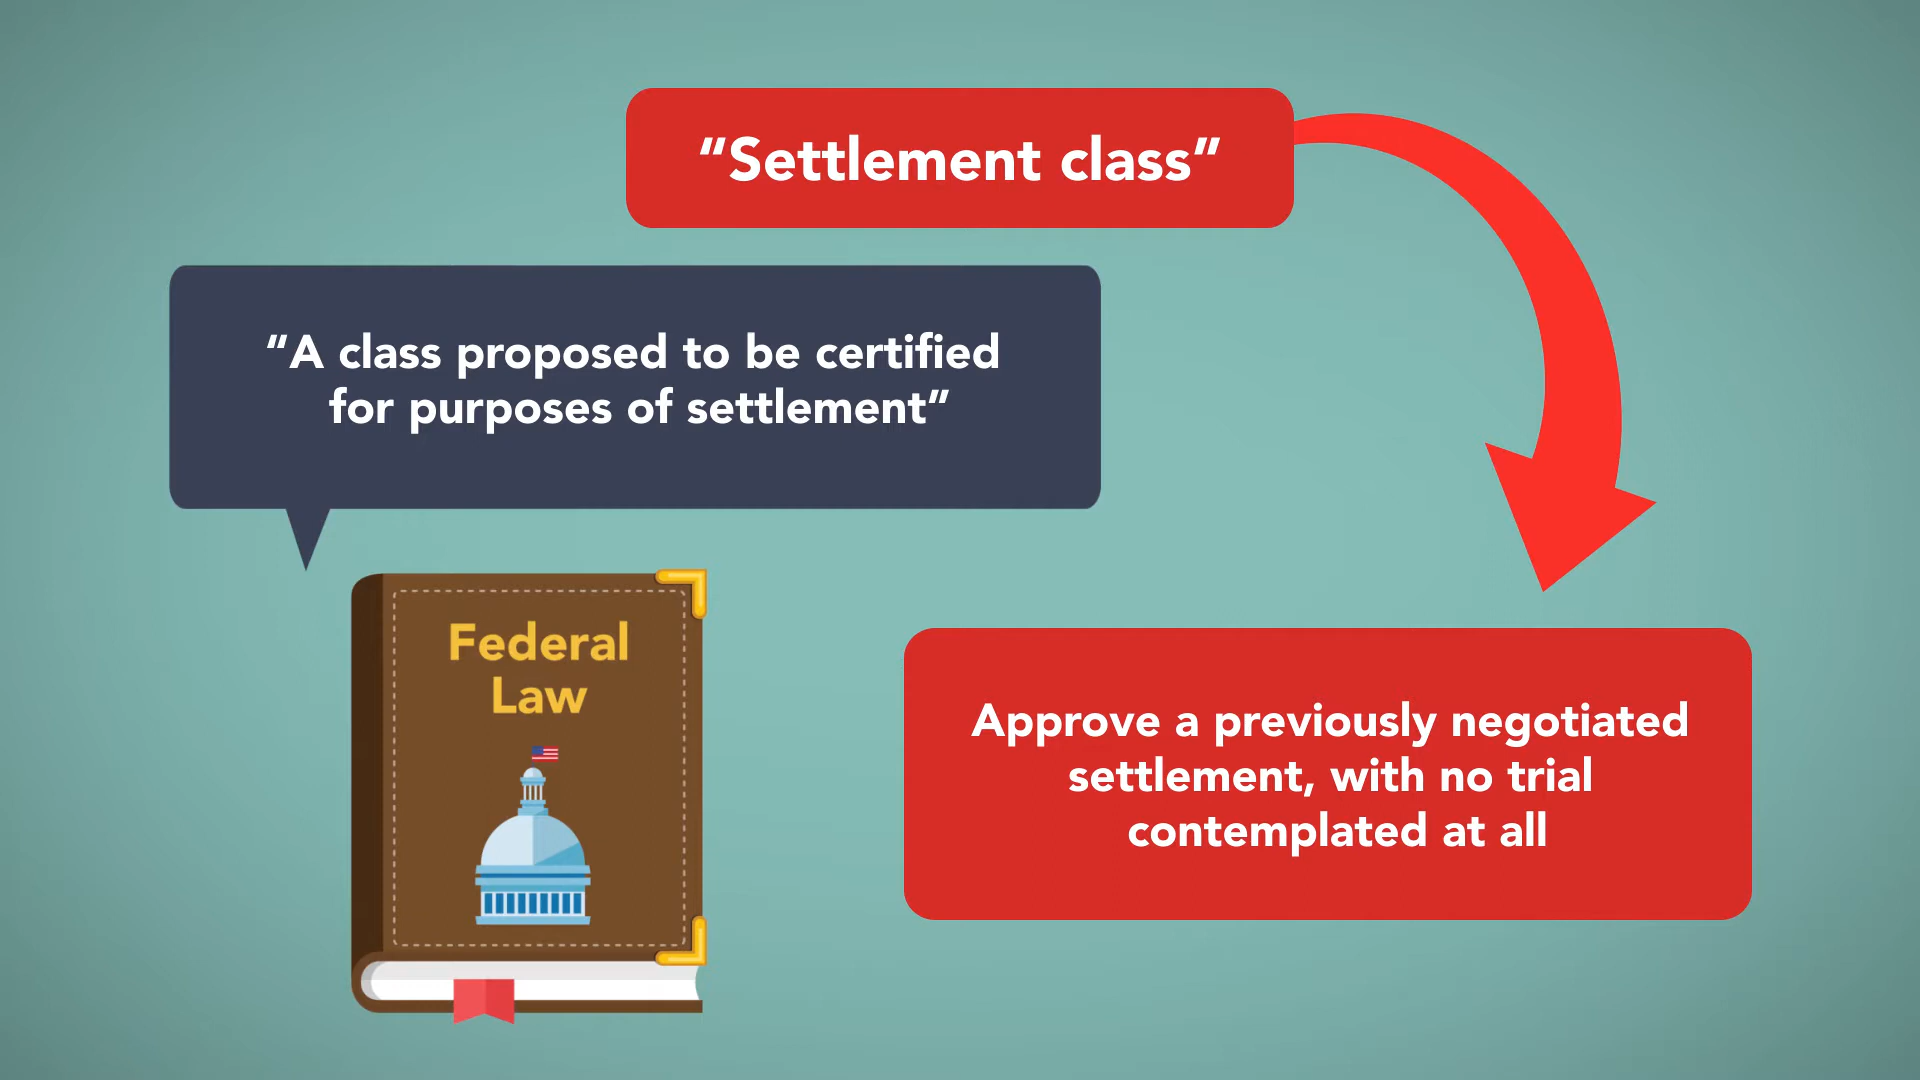 “Settlement class”
“A class proposed to be certified
for purposes of settlement”
Federal
Law
Approve a previously negotiated
settlement, with no trial
contemplated at all